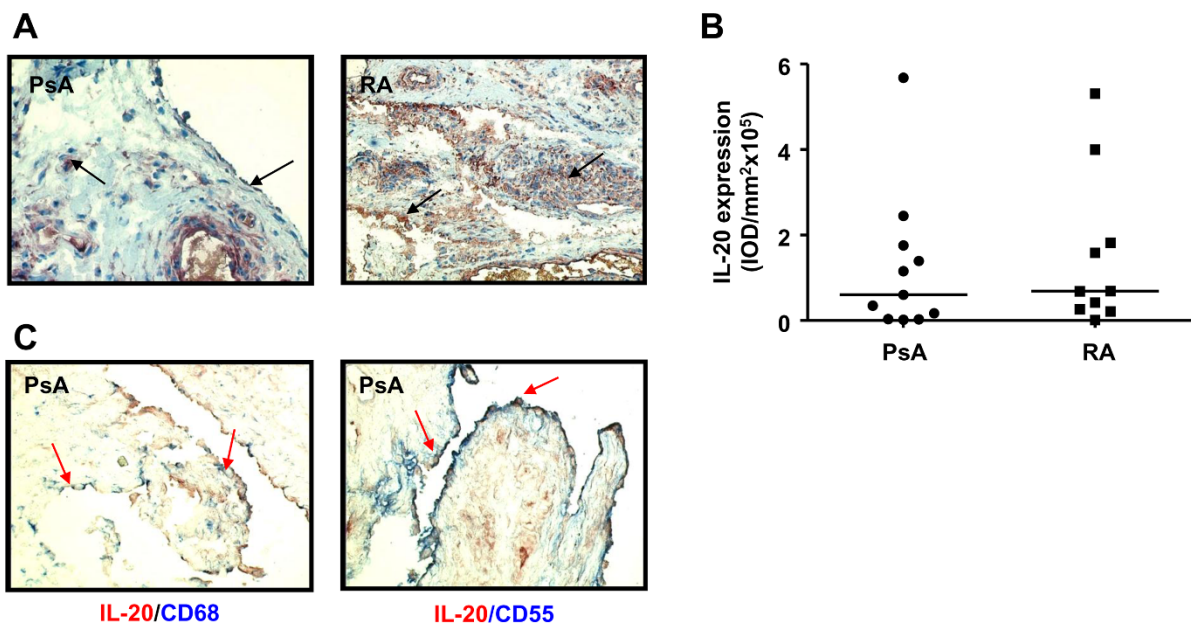 A
PsA
RA
B
IL-20 expression
(IOD/mm²x10⁵)
6
4
2
0
PsA
RA
C
PsA
PsA
IL-20/CD68
IL-20/CD55